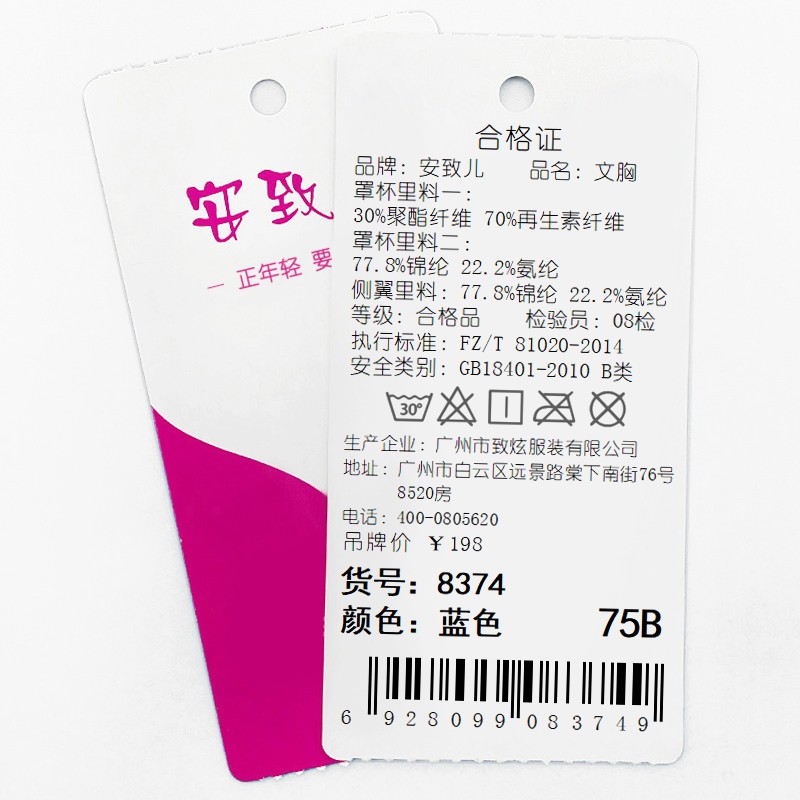 安致
一 正年轻 要
合格证
品牌：安致儿 品名：文胸
罩杯里料一：
30%聚酯纤维 70%再生素纤维
罩杯里料二：
77.8%锦纶 22.2%氨纶
侧翼里料：77.8%锦纶 22.2%氨纶
等级：合格品 检验员：08检
执行标准：FZ/T 81020-2014
安全类别：GB18401-2010 B类
30°
生产企业：广州市致炫服装有限公司
地址：广州市白云区远景路棠下南街76号
8520房
电话：400-0805620
吊牌价 ￥198
货号：8374
颜色：蓝色 75B
6 928099 083749